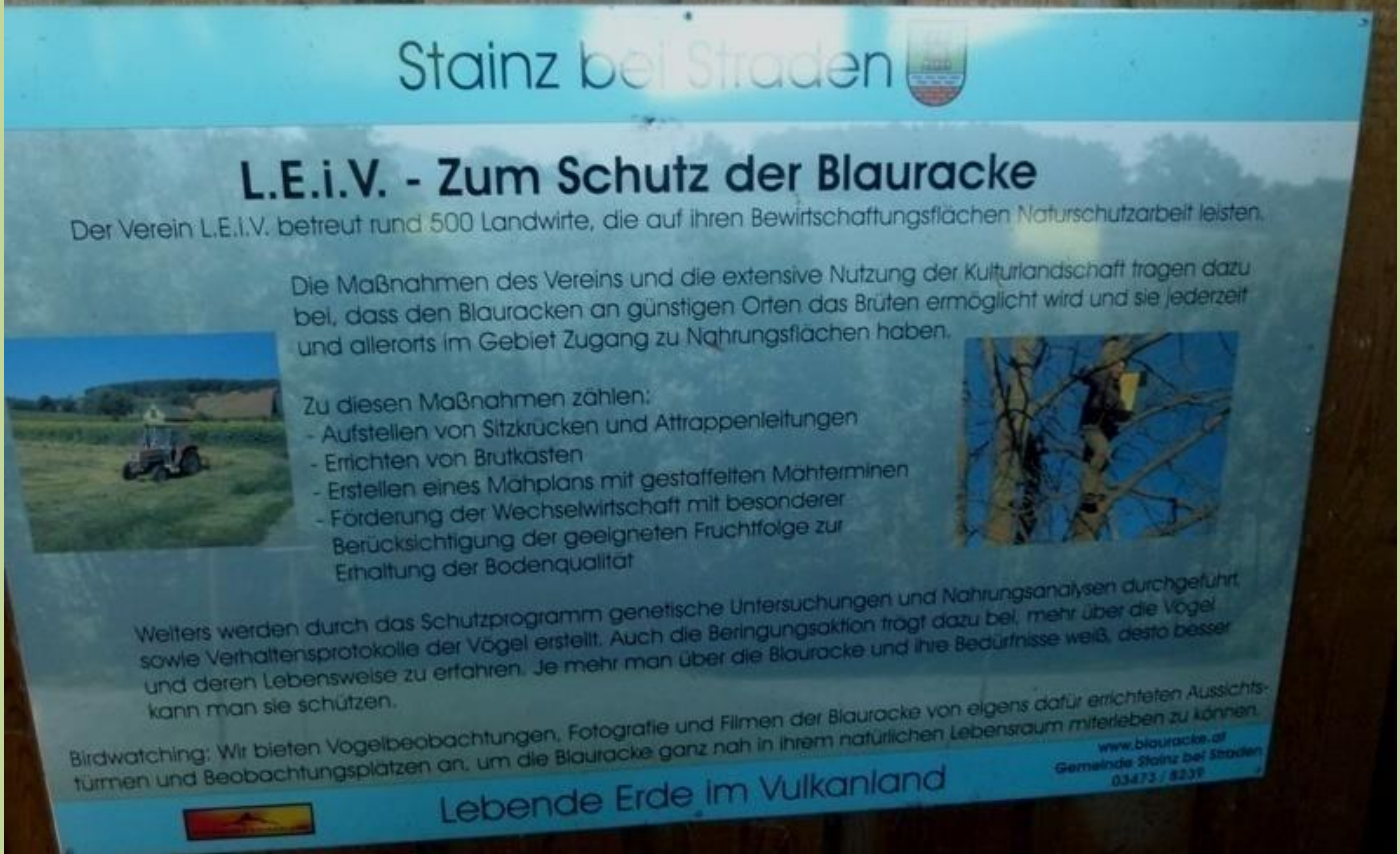 Stainz bei Straden
L.E.i.V. - Zum Schutz der Blauracke
Der Verein L.E.i.V. betreut rund 500 Landwirte, die auf ihren Bewirtschaftungsflächen Naturschutzarbeit leisten.
Die Maßnahmen des Vereins und die extensive Nutzung der Kulturlandschaft tragen dazu
bei, dass den Blauracken an günstigen Orten das Brüten ermöglicht wird und sie jederzeit
und allerorts im Gebiet Zugang zu Nahrungsflächen haben.
Zu diesen Maßnahmen zählen:
- Aufstellen von Sitzkrücken und Attrappenleitungen
- Errichten von Brutkästen
- Erstellen eines Mähplans mit gestaffelten Mähterminen
- Förderung der Wechselwirtschaft mit besonderer
Berücksichtigung der geeigneten Fruchtfolge zur
Erhaltung der Bodenqualität
Weiters werden durch das Schutzprogramm genetische Untersuchungen und Nahrungsanalysen durchgeführt,
sowie Verhaltensprotokolle der Vögel erstellt. Auch die Beringungsaktion trägt dazu bei, mehr über die Vögel
und deren Lebensweise zu erfahren. Je mehr man über die Blauracke und ihre Bedürfnisse weiß, desto besser
kann man sie schützen.
Birdwatching: Wir bieten Vogelbeobachtungen, Fotografie und Filmen der Blauracke von eigens dafür errichteten Aussichts-
türmen und Beobachtungsplätzen an, um die Blauracke ganz nah in ihrem natürlichen Lebensraum miterleben zu können.
www.blauracke.at
Gemeinde Stainz bei Straden
03473 / 8239
Lebende Erde im Vulkanland